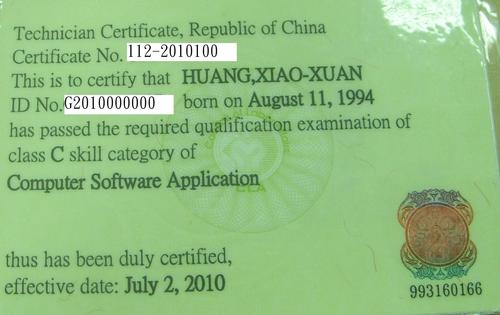 Technician Certificate, Republic of China
Certificate No. 112-2010100
This is to certify that HUANG,XIAO-XUAN
ID No. G2010000000 born on August 11, 1994
has passed the required qualification examination of
class C skill category of
Computer Software Application
thus has been duly certified,
effective date: July 2, 2010
993160166